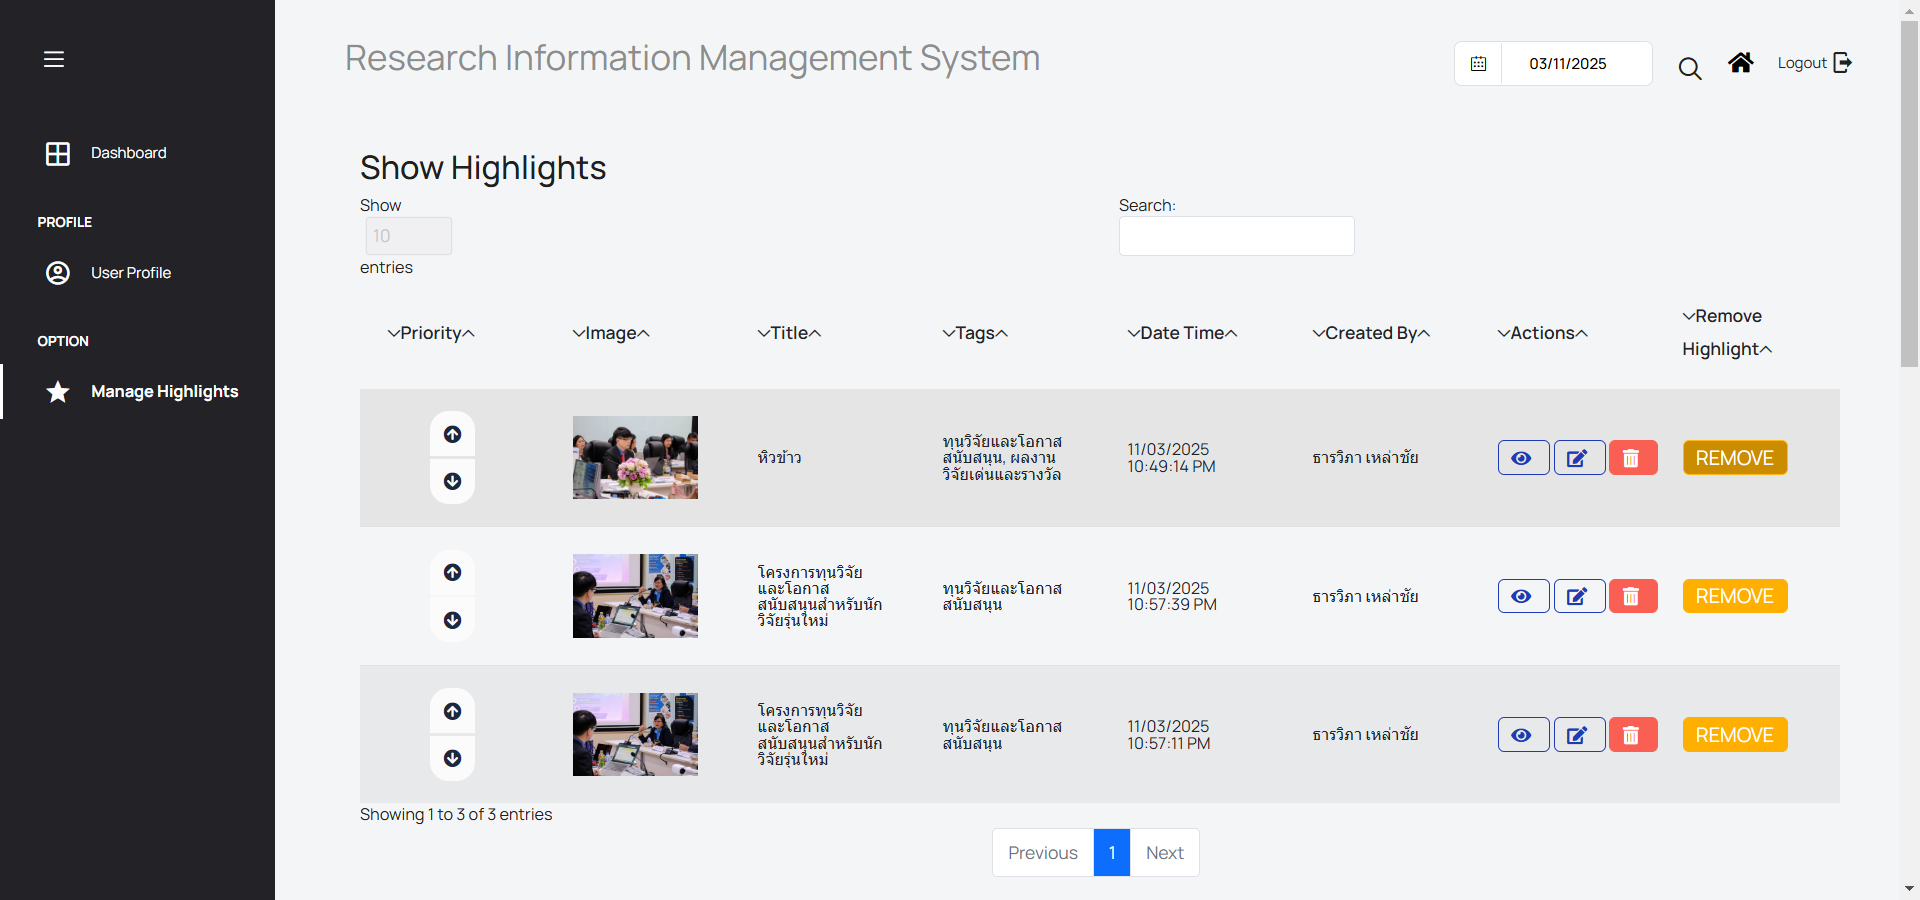 Research Information Management System
03/11/2025
Logout
Dashboard
PROFILE
User Profile
OPTION
Manage Highlights
Show Highlights
Show
10
entries
Search:
Priority
Image
Title
Tags
Date Time
Created By
Actions
Remove
Highlight
หิวข้าว
ทุนวิจัยและโอกาส
สนับสนุน, ผลงาน
วิจัยเด่นและรางวัล
11/03/2025
10:49:14 PM
ธารวิภา เหล่าชัย
REMOVE
โครงการทุนวิจัย
และโอกาส
สนับสนุนสำหรับนัก
วิจัยรุ่นใหม่
ทุนวิจัยและโอกาส
สนับสนุน
11/03/2025
10:57:39 PM
ธารวิภา เหล่าชัย
REMOVE
โครงการทุนวิจัย
และโอกาส
สนับสนุนสำหรับนัก
วิจัยรุ่นใหม่
ทุนวิจัยและโอกาส
สนับสนุน
11/03/2025
10:57:11 PM
ธารวิภา เหล่าชัย
REMOVE
Showing 1 to 3 of 3 entries
Previous
1
Next